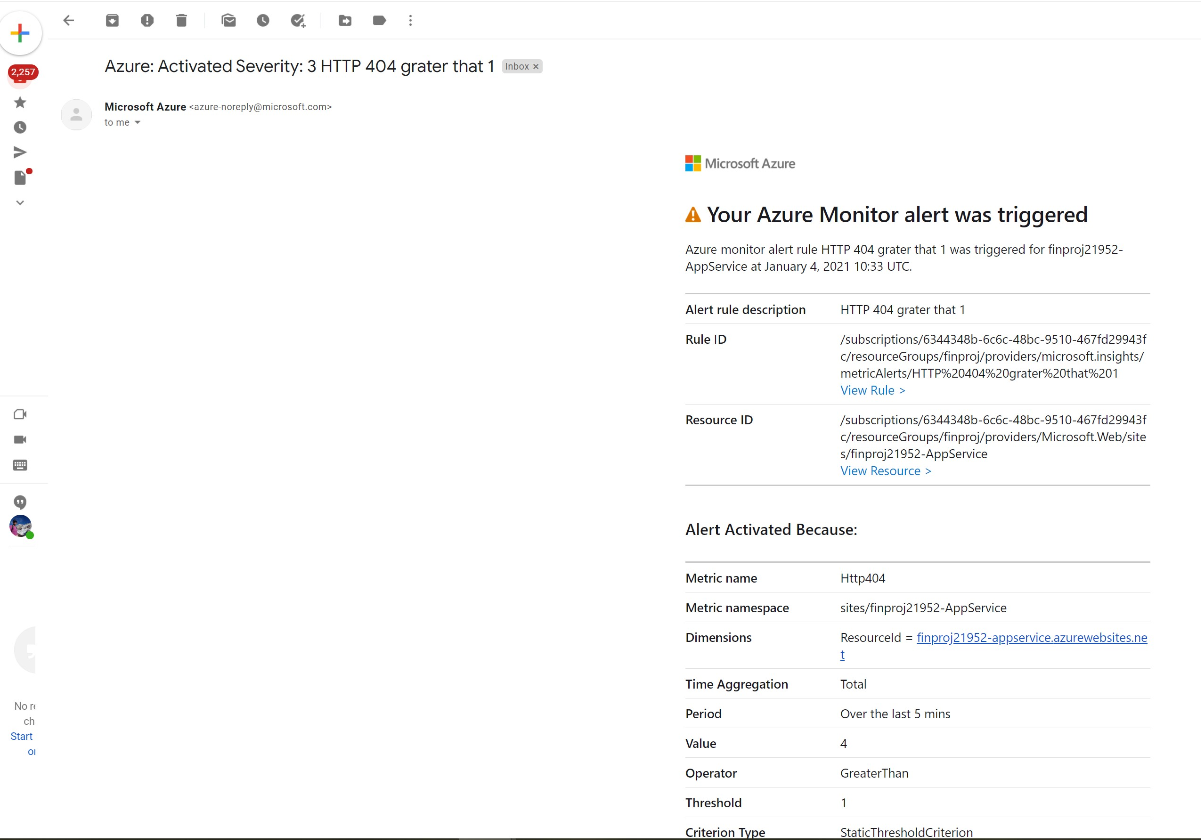 Azure: Activated Severity: 3 HTTP 404 grater that 1 Inbox ×
2,257
Microsoft Azure <azure-noreply@microsoft.com>
to me
Microsoft Azure
Your Azure Monitor alert was triggered
Azure monitor alert rule HTTP 404 grater that 1 was triggered for finproj21952-
AppService at January 4, 2021 10:33 UTC.
Alert rule description HTTP 404 grater that 1
Rule ID /subscriptions/6344348b-6c6c-48bc-9510-467fd29943f
c/resourceGroups/finproj/providers/microsoft.insights/
metricAlerts/HTTP%20404%20grater%20that%201
View Rule >
Resource ID /subscriptions/6344348b-6c6c-48bc-9510-467fd29943f
c/resourceGroups/finproj/providers/Microsoft.Web/site
s/finproj21952-AppService
View Resource >
Alert Activated Because:
Metric name Http404
Metric namespace sites/finproj21952-AppService
Dimensions ResourceId = finproj21952-appservice.azurewebsites.ne
t
Time Aggregation Total
Period Over the last 5 mins
Value 4
Operator GreaterThan
Threshold 1
Criterion Type StaticThresholdCriterion
No
ch
Start